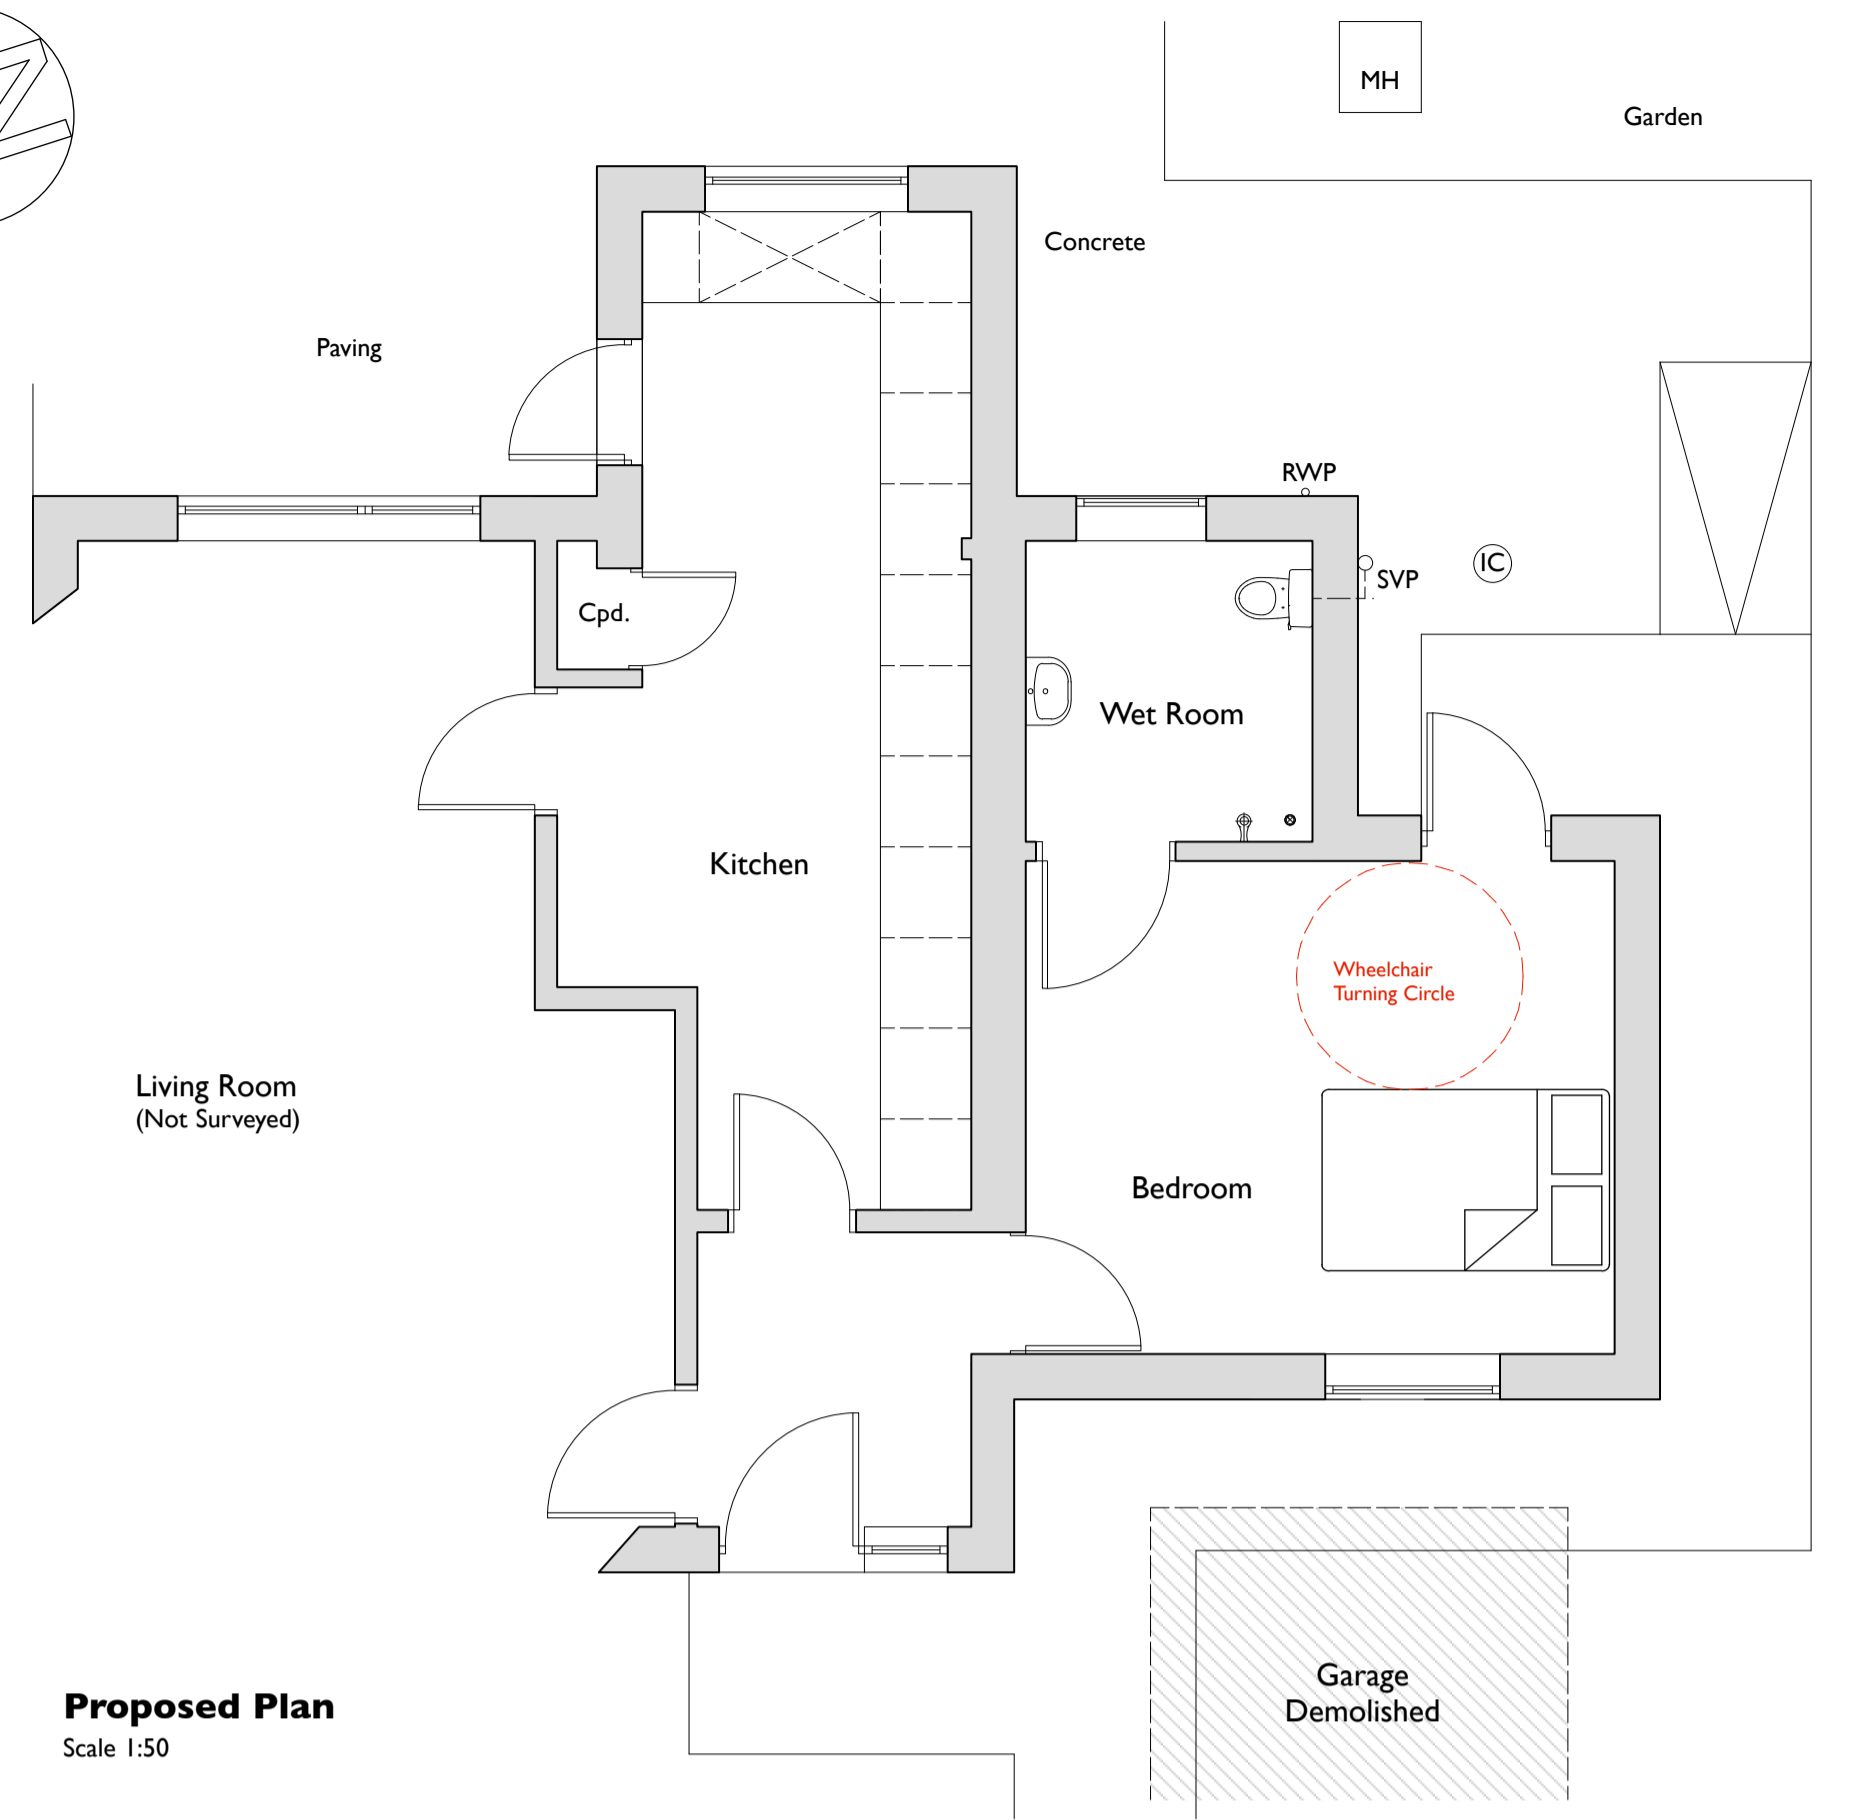 MH
Garden
Concrete
Paving
RWP
SVP
IC
Cpd.
Wet Room
Kitchen
Wheelchair
Turning Circle
Living Room
(Not Surveyed)
Bedroom
Garage
Demolished
Proposed Plan
Scale 1:50